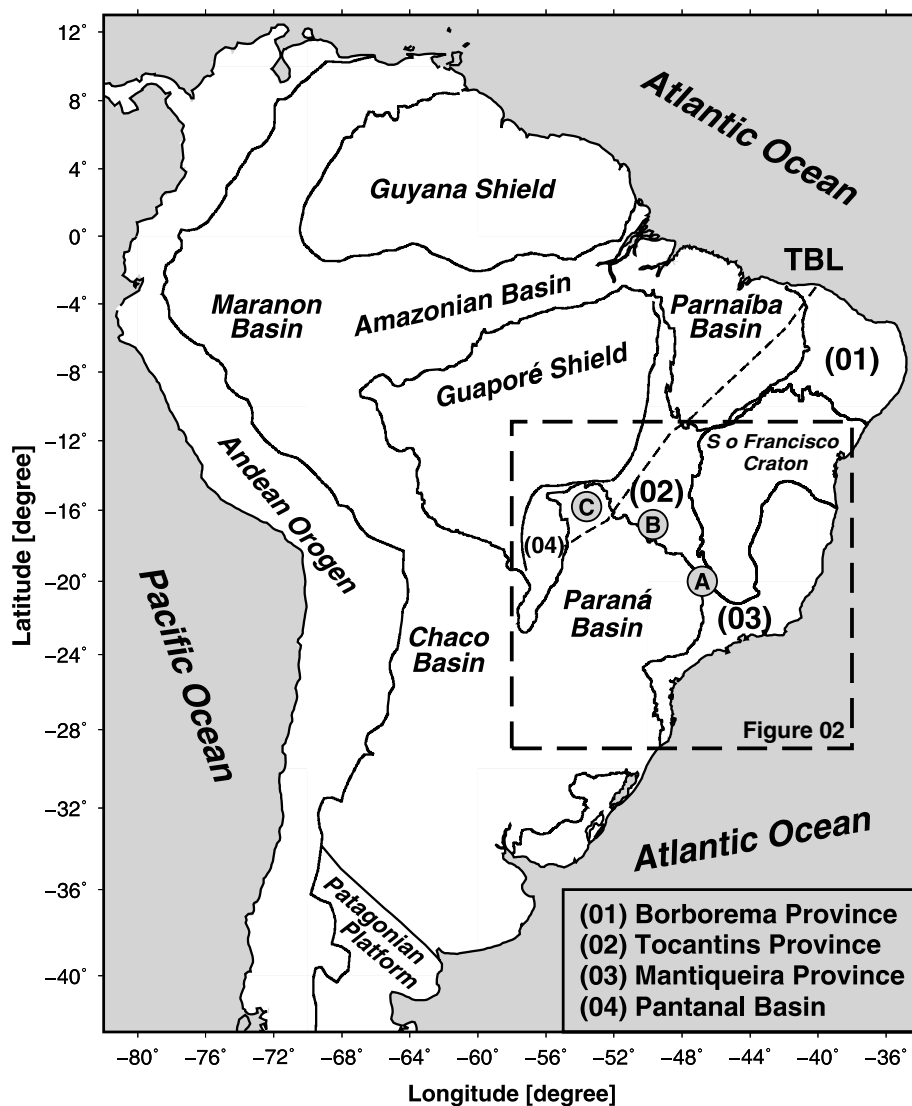 12°
8°
4°
0°
−4°
−8°
−12°
−16°
−20°
−24°
−28°
−32°
−36°
−40°
Latitude [degree]
Atlantic Ocean
Guyana Shield
TBL
Maranon
Basin
Amazonian Basin
Parnaíba
Basin
(01)
Guaporé Shield
S o Francisco
Craton
Andean Orogen
(02)
C
B
(04)
A
Paraná
Basin
(03)
Chaco
Basin
Pacific Ocean
Figure 02
Atlantic Ocean
Patagonian
Platform
(01) Borborema Province
(02) Tocantins Province
(03) Mantiqueira Province
(04) Pantanal Basin
−80° −76° −72° −68° −64° −60° −56° −52° −48° −44° −40° −36°
Longitude [degree]